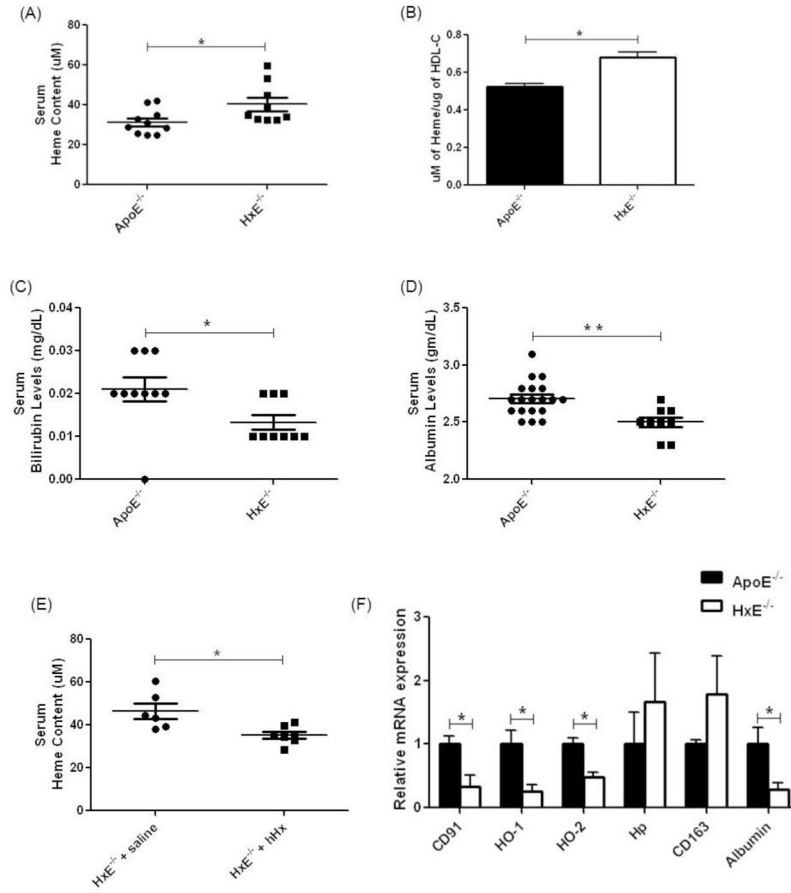 (A)
Serum
Heme Content (uM)
80
60
40
20
0
*
ApoE-/-
HxE-/-
(B)
uM of Heme/ug of HDL-C
0.8
0.6
0.4
0.2
0.0
*
ApoE-/-
HxE-/-
(C)
Serum
Bilirubin Levels (mg/dL)
0.04
0.03
0.02
0.01
0.00
*
ApoE-/-
HxE-/-
(D)
Serum
Albumin Levels (gm/dL)
3.5
3.0
2.5
2.0
* *
ApoE-/-
HxE-/-
(E)
Serum
Heme Content (uM)
80
60
40
20
0
*
HxE-/- + saline
HxE-/- + hHx
(F)
ApoE-/-
HxE-/-
Relative mRNA expression
3
2
1
0
*
*
*
*
CD91
HO-1
HO-2
Hp
CD163
Albumin